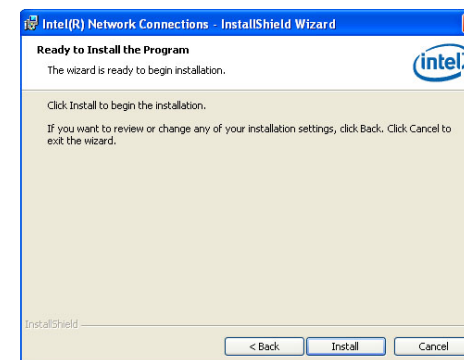 Intel(R) Network Connections - InstallShield Wizard
Ready to Install the Program
The wizard is ready to begin installation.
intel
Click Install to begin the installation.
If you want to review or change any of your installation settings, click Back. Click Cancel to
exit the wizard.
InstallShield
< Back Install Cancel